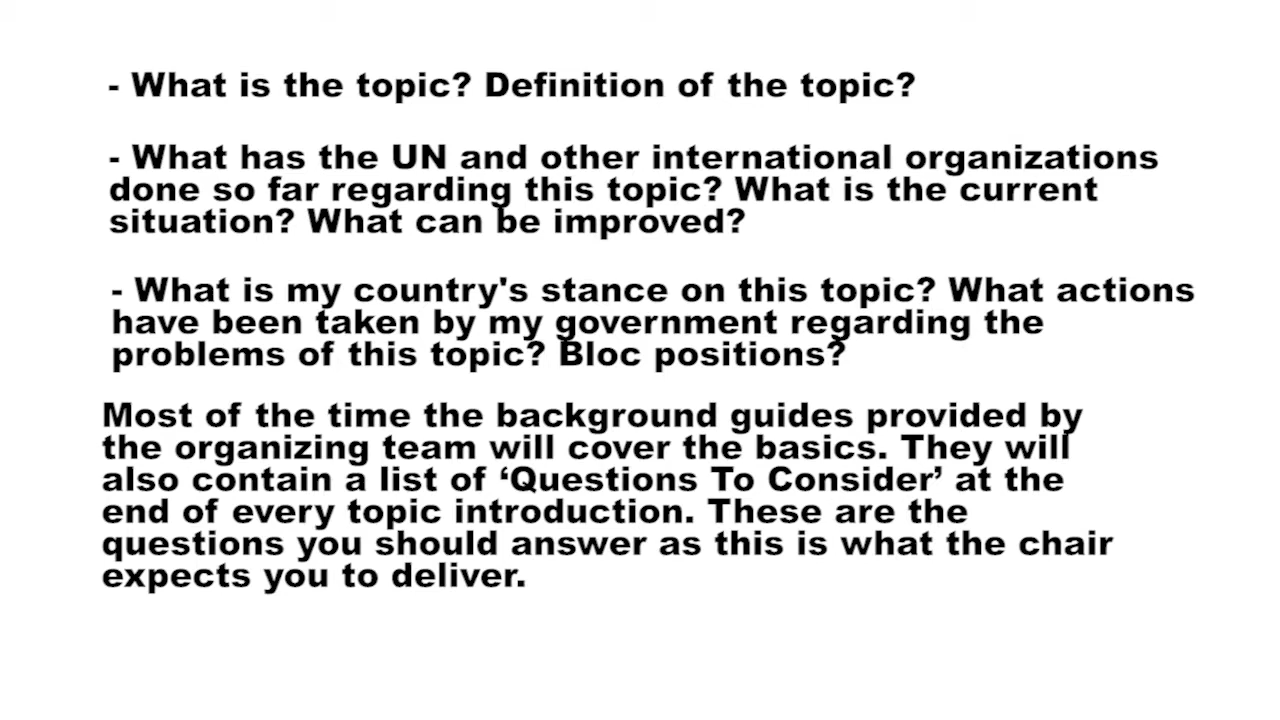 - What is the topic? Definition of the topic?
- What has the UN and other international organizations
done so far regarding this topic? What is the current
situation? What can be improved?
- What is my country's stance on this topic? What actions
have been taken by my government regarding the
problems of this topic? Bloc positions?
Most of the time the background guides provided by
the organizing team will cover the basics. They will
also contain a list of ‘Questions To Consider’ at the
end of every topic introduction. These are the
questions you should answer as this is what the chair
expects you to deliver.